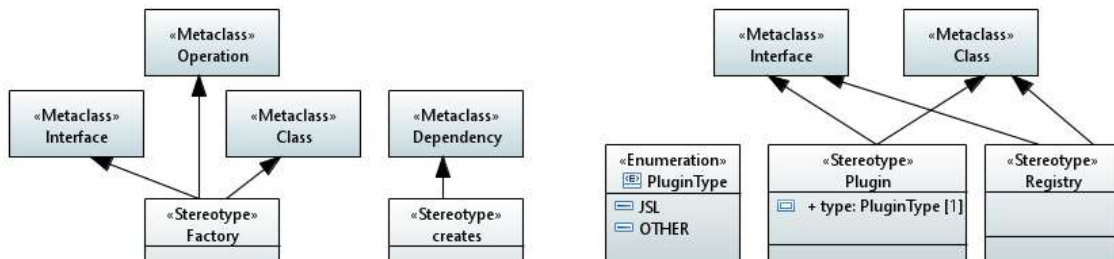 «Metaclass»
Operation
«Metaclass»
Interface
«Metaclass»
Class
«Metaclass»
Dependency
«Stereotype»
Factory
«Stereotype»
creates
«Metaclass»
Interface
«Metaclass»
Class
«Enumeration»
PluginType
JSL
OTHER
«Stereotype»
Plugin
+ type: PluginType [1]
«Stereotype»
Registry